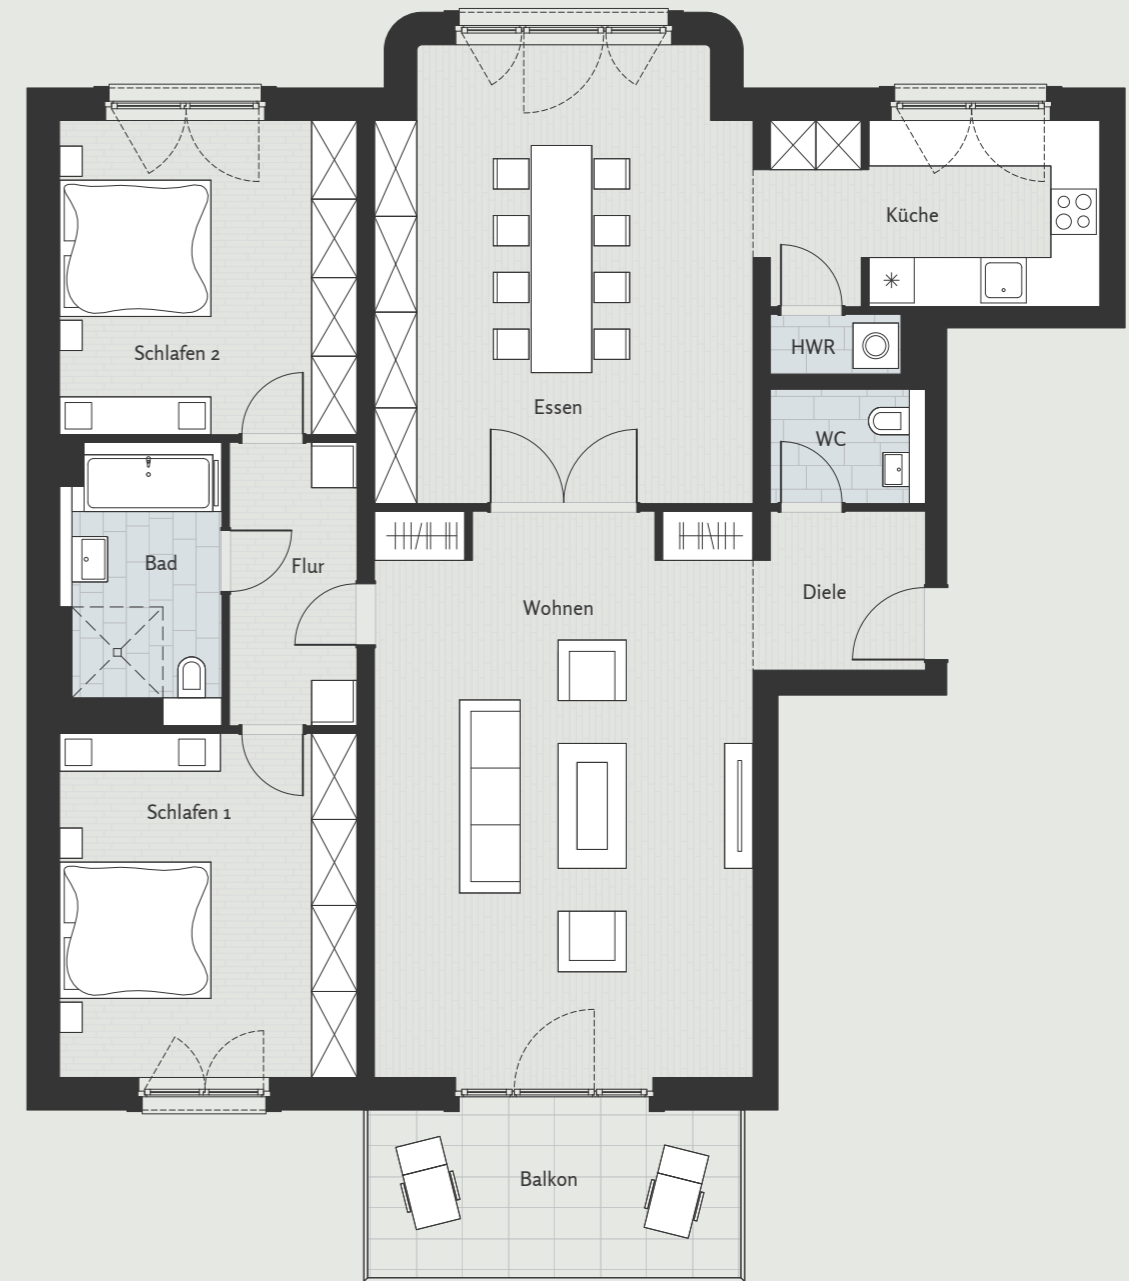 Küche
HWR
Schlafen 2
Essen
WC
Bad
Flur
Diele
Wohnen
Schlafen 1
Balkon